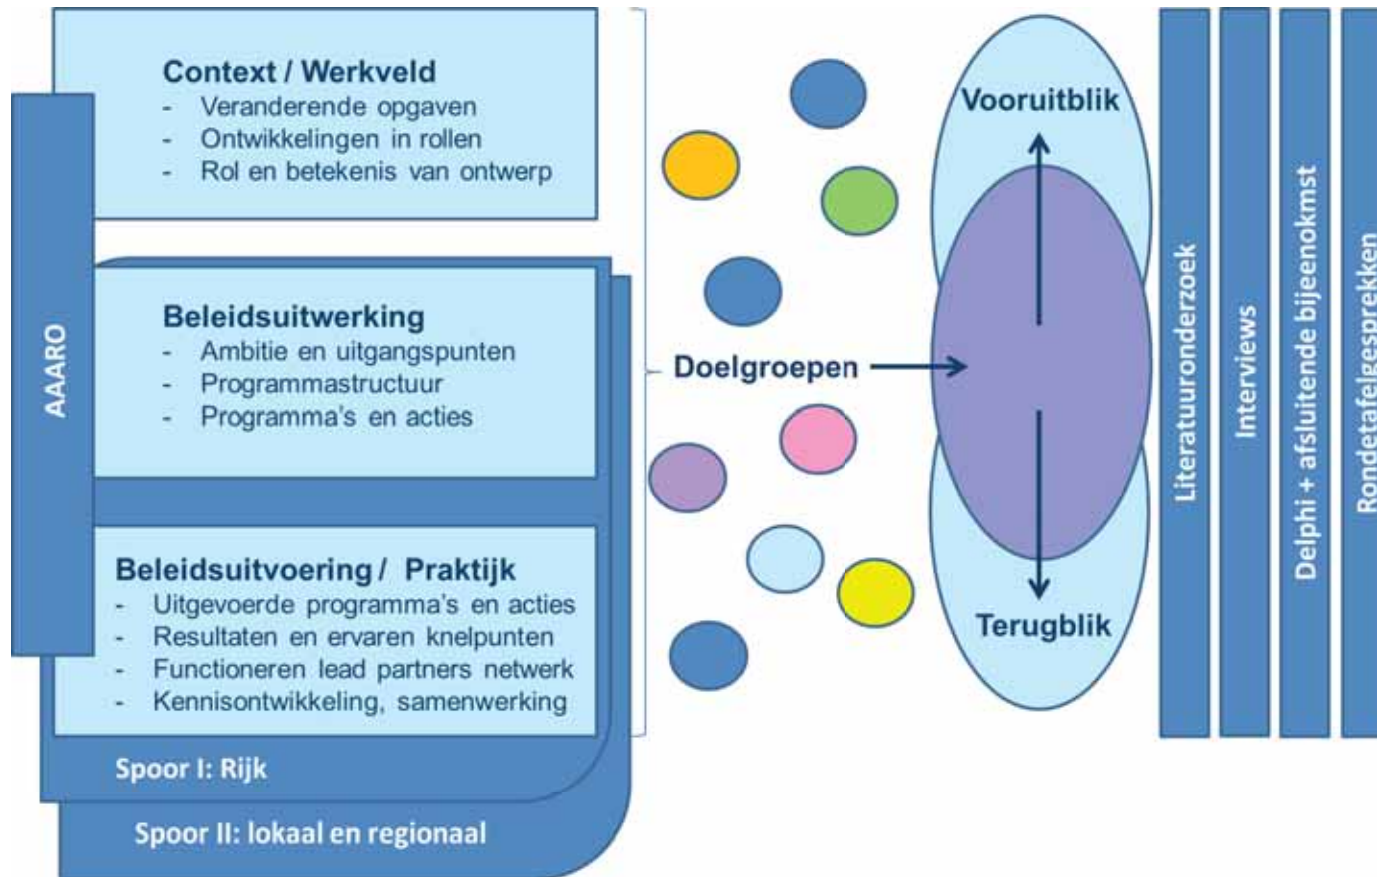 AAARO
Context / Werkveld
- Veranderende opgaven
- Ontwikkelingen in rollen
- Rol en betekenis van ontwerp
Beleidsuitwerking
- Ambitie en uitgangspunten
- Programmastructuur
- Programma's en acties
Beleidsuitvoering / Praktijk
- Uitgevoerde programma's en acties
- Resultaten en ervaren knelpunten
- Functioneren lead partners netwerk
- Kennisontwikkeling, samenwerking
Spoor I: Rijk
Spoor II: lokaal en regionaal
Doelgroepen
Vooruitblik
Terugblik
Literatuuronderzoek
Interviews
Delphi + afsluitende bijeenokmst
Rondetafelgesprekken